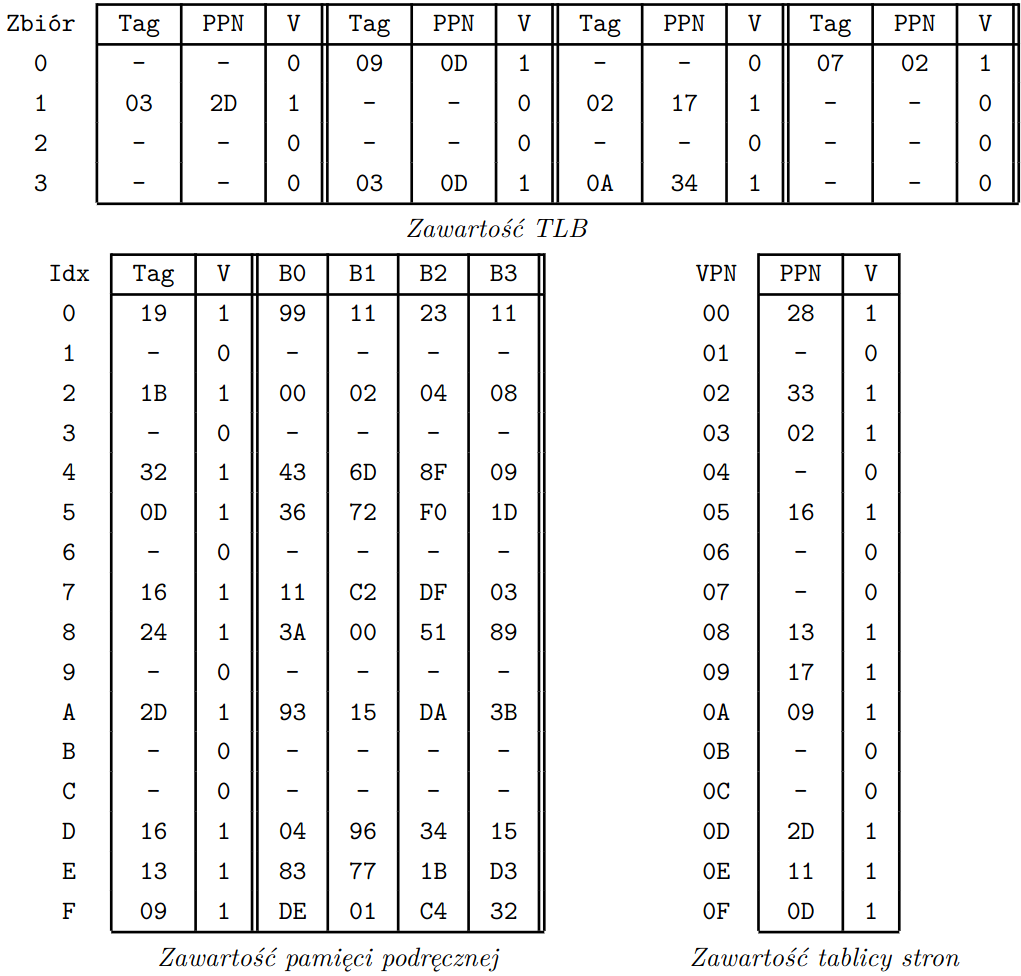 Zbiór Tag PPN V Tag PPN V Tag PPN V Tag PPN V
0 - - 0 09 0D 1 - - 0 07 02 1
1 03 2D 1 - - 0 02 17 1 - - 0
2 - - 0 - - 0 - - 0 - - 0
3 - - 0 03 0D 1 0A 34 1 - - 0
Zawartość TLB
Idx Tag V B0 B1 B2 B3
0 19 1 99 11 23 11
1 - 0 - - - -
2 1B 1 00 02 04 08
3 - 0 - - - -
4 32 1 43 6D 8F 09
5 0D 1 36 72 F0 1D
6 - 0 - - - -
7 16 1 11 C2 DF 03
8 24 1 3A 00 51 89
9 - 0 - - - -
A 2D 1 93 15 DA 3B
B - 0 - - - -
C - 0 - - - -
D 16 1 04 96 34 15
E 13 1 83 77 1B D3
F 09 1 DE 01 C4 32
Zawartość pamięci podręcznej
VPN PPN V
00 28 1
01 - 0
02 33 1
03 02 1
04 - 0
05 16 1
06 - 0
07 - 0
08 13 1
09 17 1
0A 09 1
0B - 0
0C - 0
0D 2D 1
0E 11 1
0F 0D 1
Zawartość tablicy stron